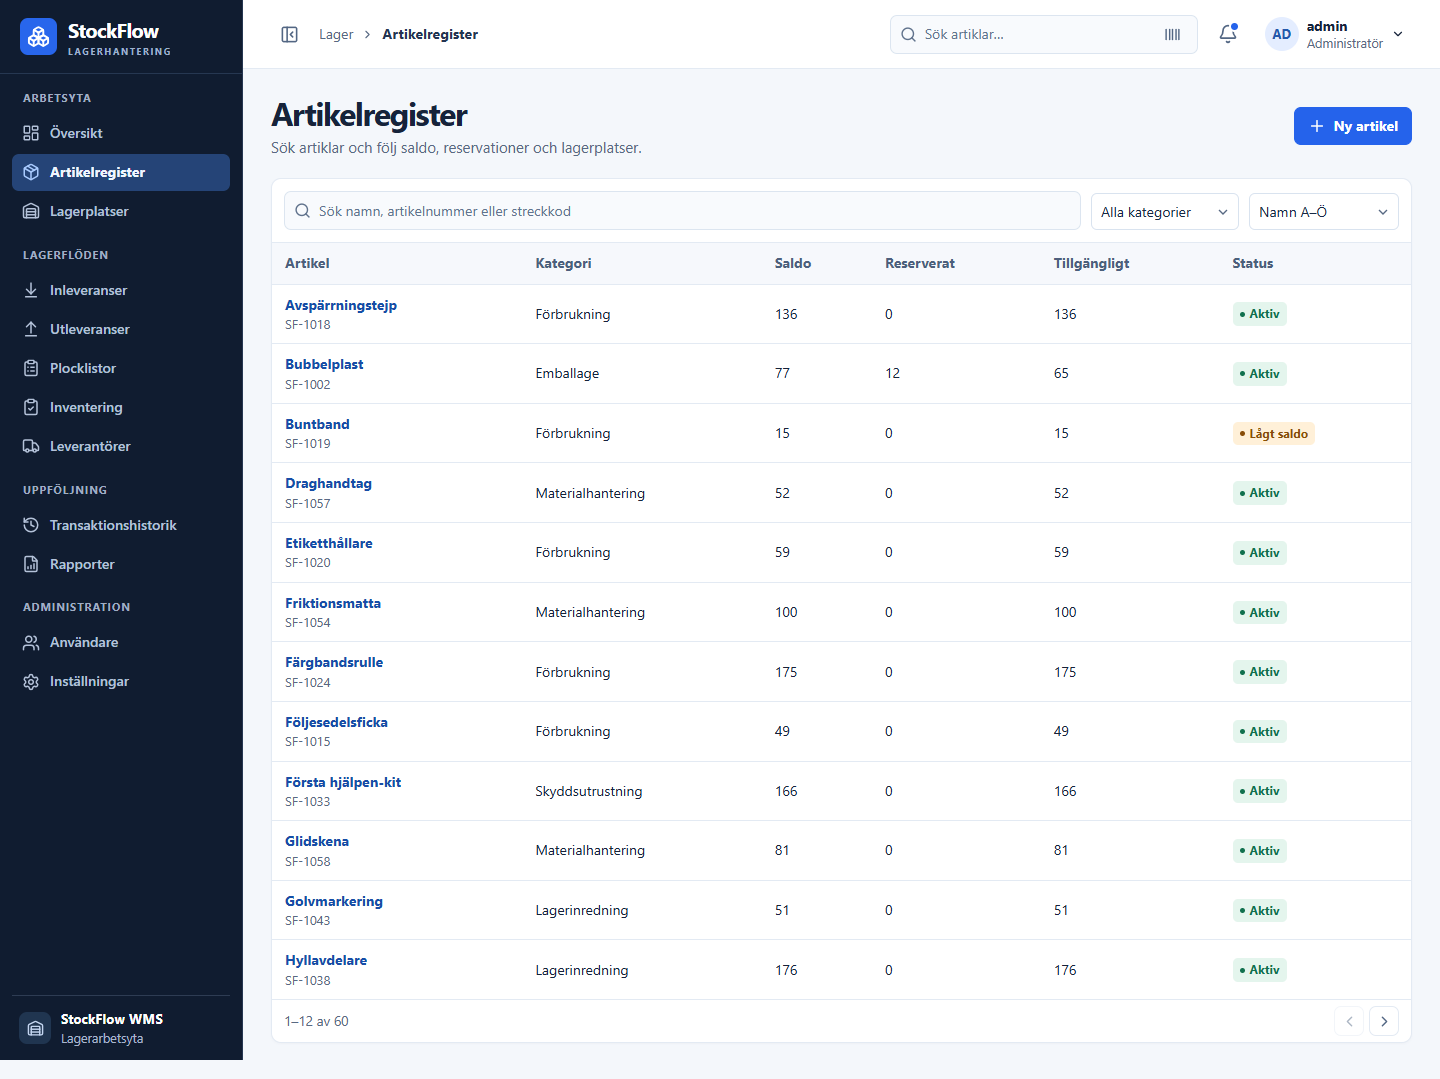 StockFlow
LAGERHANTERING
ARBETSYTA
Översikt
Artikelregister
Lagerplatser
LAGERFLÖDEN
Inleveranser
Utleveranser
Plocklistor
Inventering
Leverantörer
UPPFÖLJNING
Transaktionshistorik
Rapporter
ADMINISTRATION
Användare
Inställningar
StockFlow WMS
Lagerarbetsyta
Lager > Artikelregister
Sök artiklar...
AD
admin
Administratör
Artikelregister
Sök artiklar och följ saldo, reservationer och lagerplatser.
Ny artikel
Sök namn, artikelnummer eller streckkod
Alla kategorier
Namn A–Ö
Artikel Kategori Saldo Reserverat Tillgängligt Status
Avspärrningstejp
SF-1018
Förbrukning 136 0 136 Aktiv
Bubbelplast
SF-1002
Emballage 77 12 65 Aktiv
Buntband
SF-1019
Förbrukning 15 0 15 Lågt saldo
Draghandtag
SF-1057
Materialhantering 52 0 52 Aktiv
Etiketthållare
SF-1020
Förbrukning 59 0 59 Aktiv
Friktionsmatta
SF-1054
Materialhantering 100 0 100 Aktiv
Färgbandsrulle
SF-1024
Förbrukning 175 0 175 Aktiv
Följesedelsficka
SF-1015
Förbrukning 49 0 49 Aktiv
Första hjälpen-kit
SF-1033
Skyddsutrustning 166 0 166 Aktiv
Glidskena
SF-1058
Materialhantering 81 0 81 Aktiv
Golvmarkering
SF-1043
Lagerinredning 51 0 51 Aktiv
Hyllavdelare
SF-1038
Lagerinredning 176 0 176 Aktiv
1–12 av 60